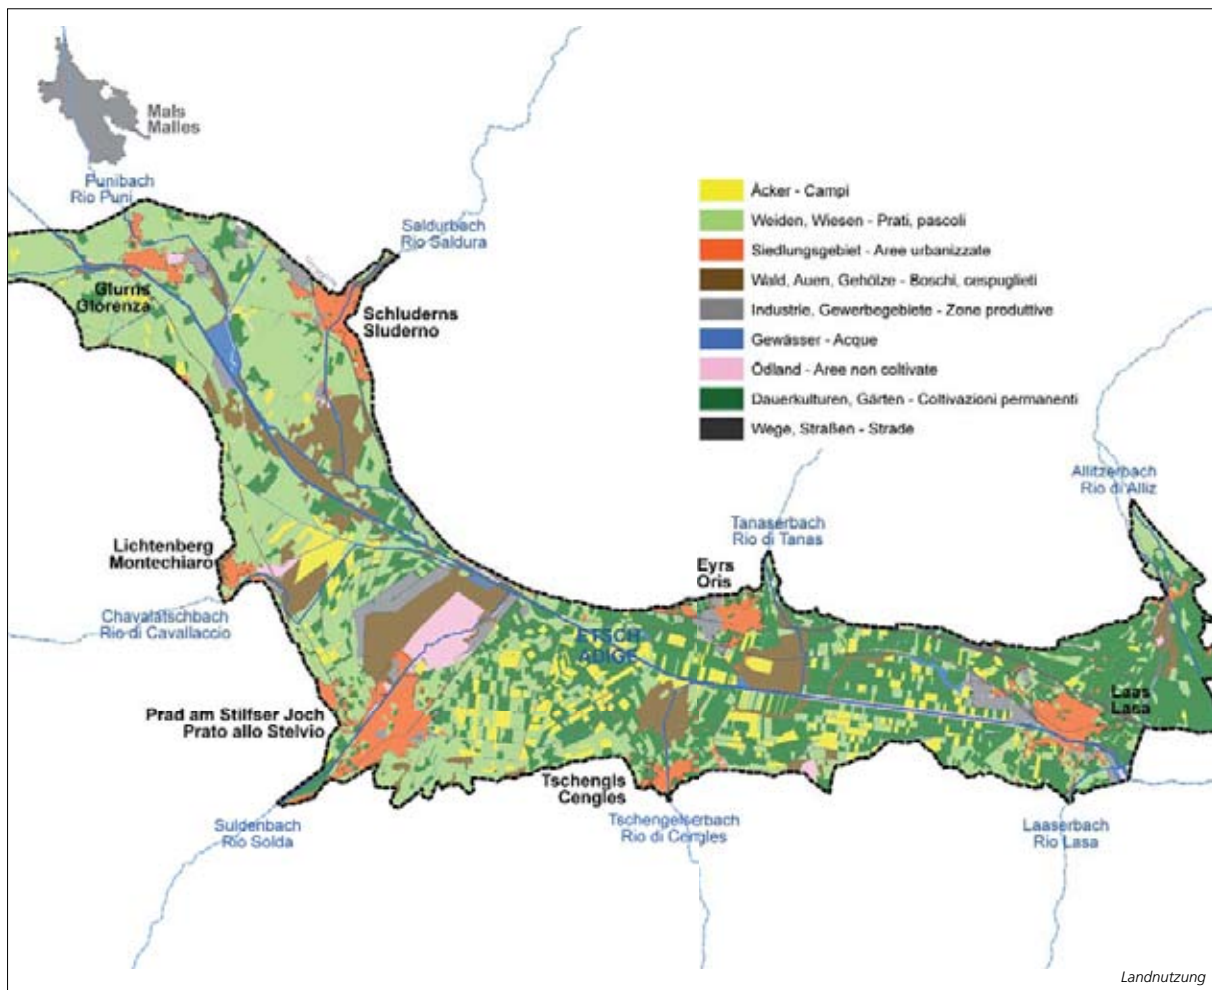 Mals
Malles
Punibach
Rio Puni
Saldurbach
Rio Saldura
Glurns
Glorenza
Schluderns
Sluderno
Äcker - Campi
Weiden, Wiesen - Prati, pascoli
Siedlungsgebiet - Aree urbanizzate
Wald, Auen, Gehölze - Boschi, cespuglieti
Industrie, Gewerbegebiete - Zone produttive
Gewässer - Acque
Ödland - Aree non coltivate
Dauerkulturen, Gärten - Coltivazioni permanenti
Wege, Straßen - Strade
Allitzerbach
Rio di Alliz
Lichtenberg
Montechiaro
Tanaserbach
Rio di Tanas
Eyrs
Oris
Chavalatschbach
Rio di Cavallaccio
ETSCH
ADIGE
Laas
Lasa
Prad am Stilfser Joch
Prato allo Stelvio
Tschengls
Cengles
Suldenbach
Rio Solda
Tschengelserbach
Rio di Cengles
Laaserbach
Rio Lasa
Landnutzung